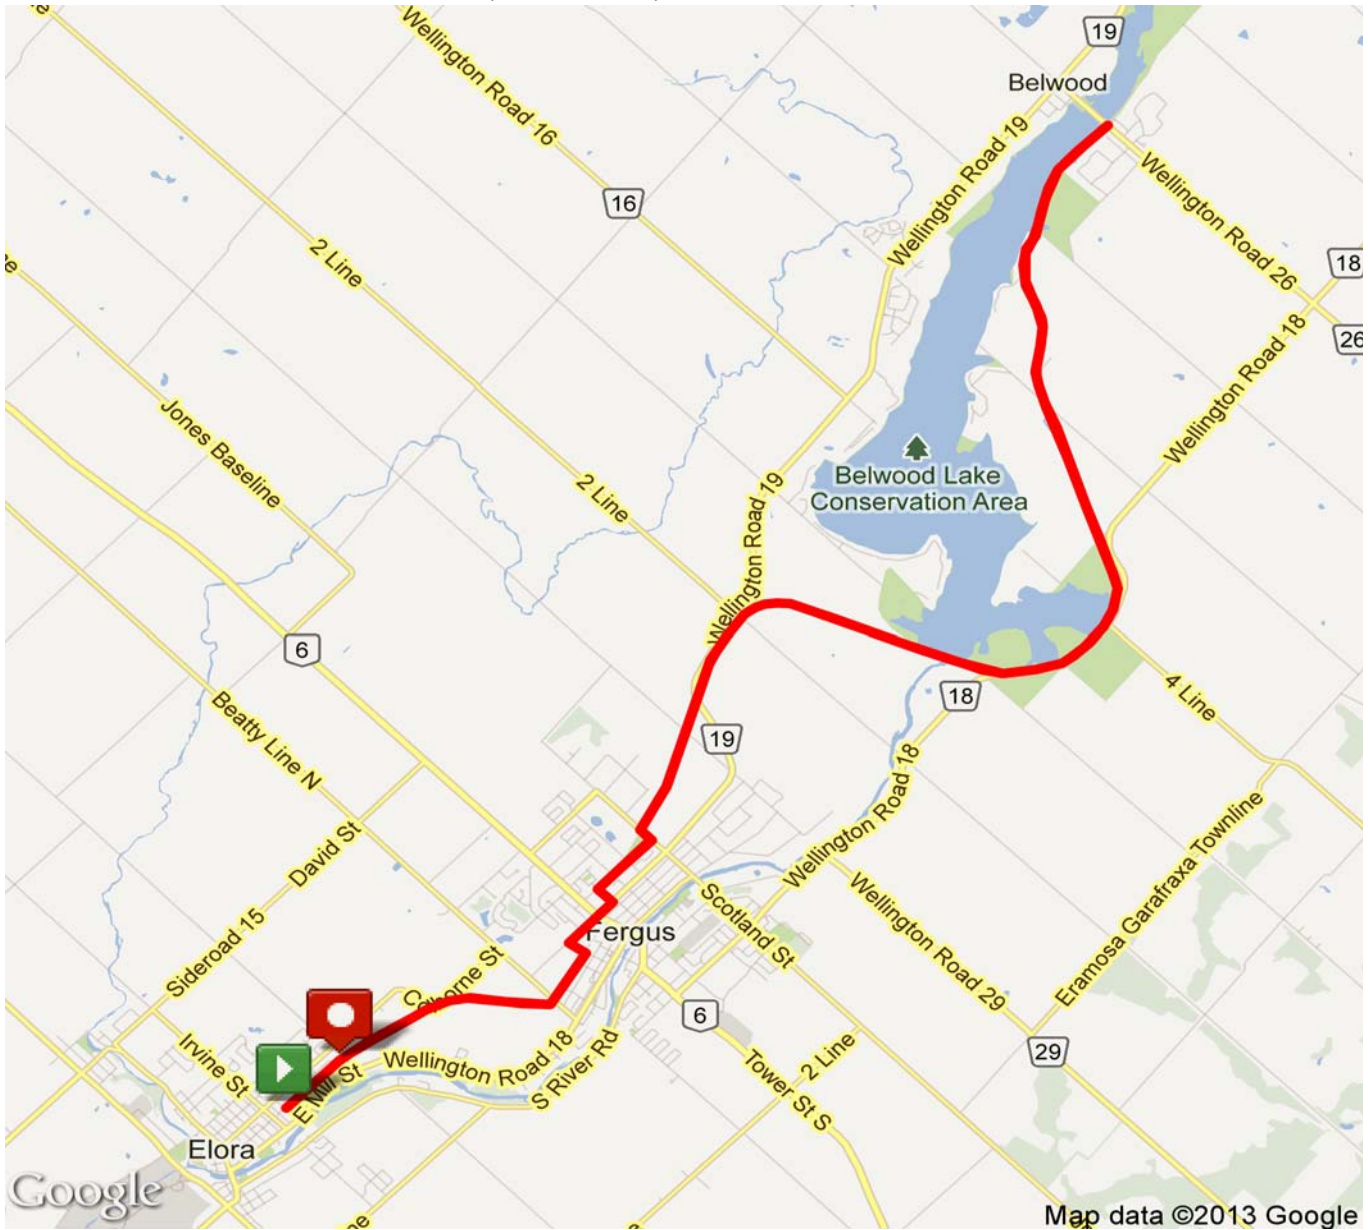 19
Belwood
Wellington Road 16
Wellington Road 19
16
Wellington Road 26
18
2 Line
26
Wellington Road 18
Jones Baseline
Belwood Lake
Conservation Area
2 Line
Wellington Road 19
Wellington Road 19
6
4 Line
18
Beatty Line N
19
Wellington Road 18
David St
Eramosa Garafraxa Townline
Scotland St
Wellington Road 29
Fergus
Sideroad 15
6
29
Irvine St
Wellington Road 18
S River Rd
2 Line
Tower St S
E Mill St
Elora
Google
Map data ©2013 Google